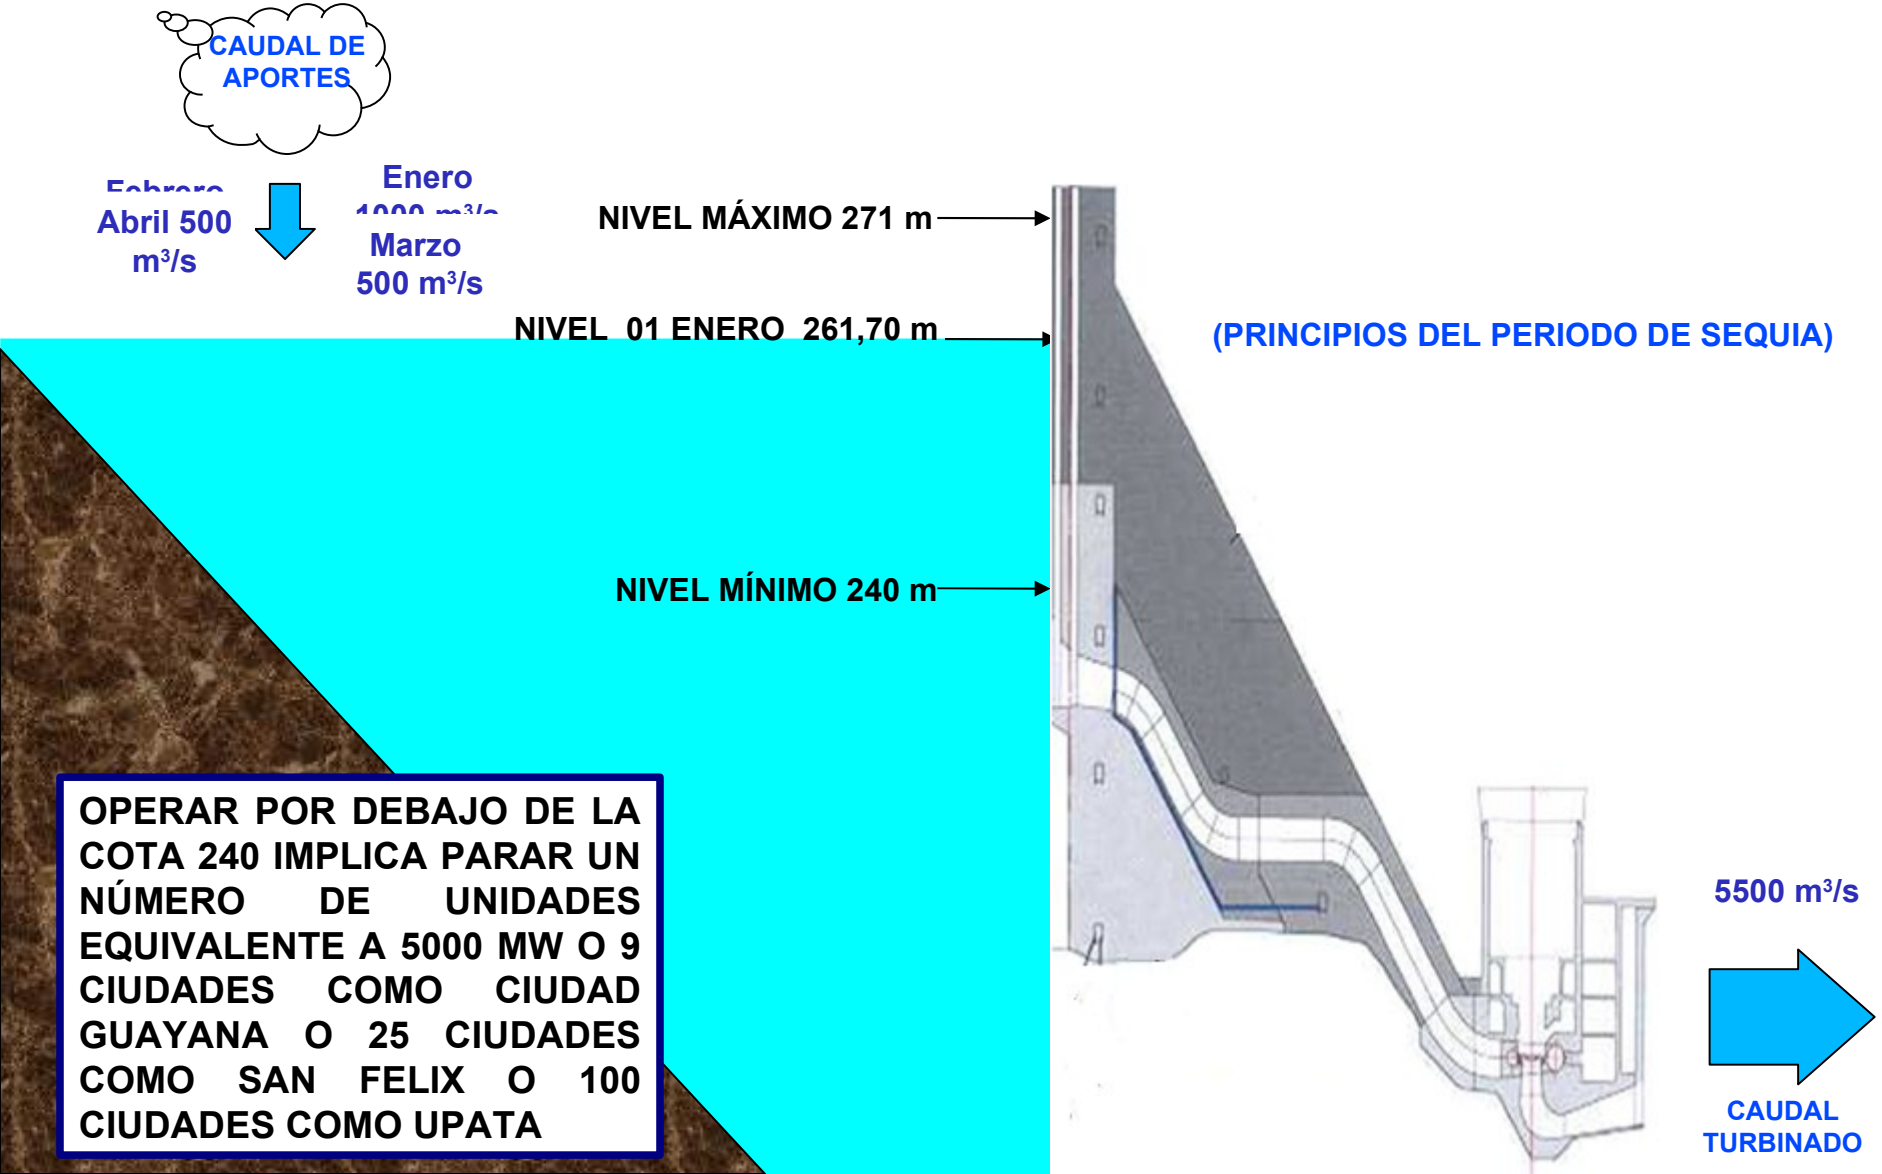 CAUDAL DE
APORTES
Febrero
Abril 500
m³/s
Enero
1000 m³/s
Marzo
500 m³/s
NIVEL MÁXIMO 271 m
NIVEL 01 ENERO 261,70 m
(PRINCIPIOS DEL PERIODO DE SEQUIA)
NIVEL MÍNIMO 240 m
OPERAR POR DEBAJO DE LA
COTA 240 IMPLICA PARAR UN
NÚMERO DE UNIDADES
EQUIVALENTE A 5000 MW O 9
CIUDADES COMO CIUDAD
GUAYANA O 25 CIUDADES
COMO SAN FELIX O 100
CIUDADES COMO UPATA
5500 m³/s
CAUDAL
TURBINADO